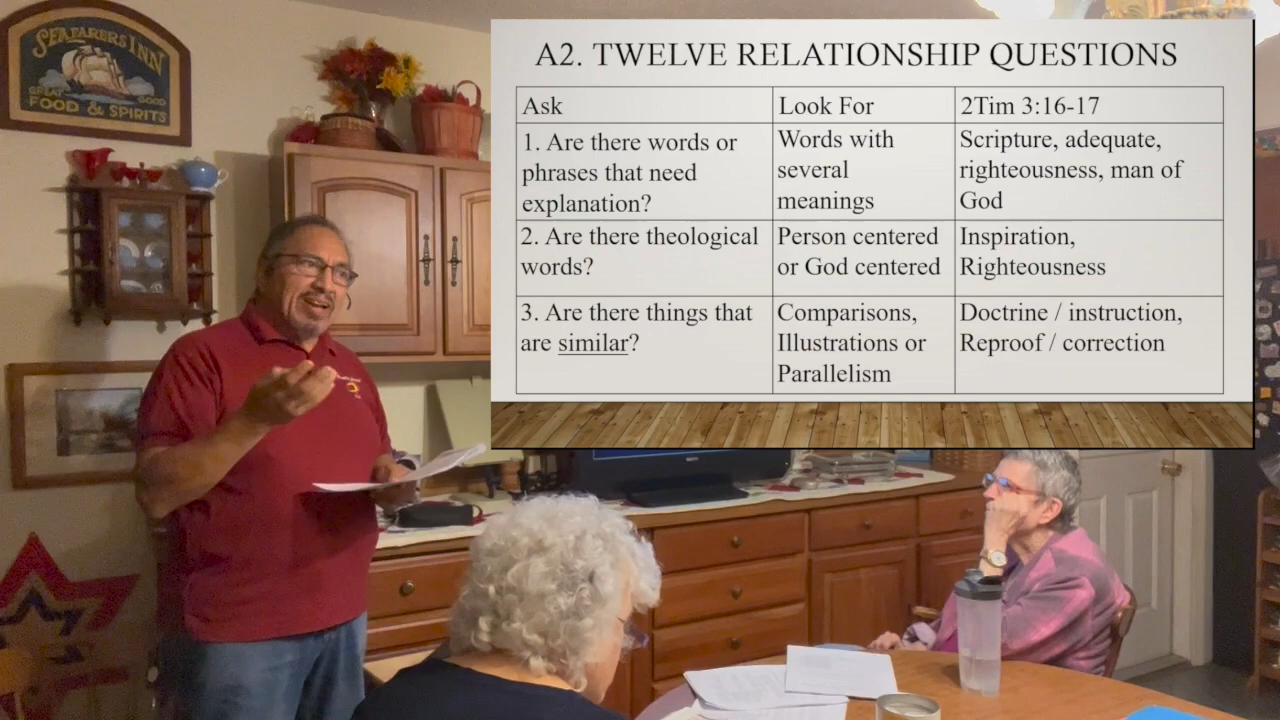 SEAFARERS INN
GREAT GOOD
FOOD & SPIRITS
A2. TWELVE RELATIONSHIP QUESTIONS
Ask
Look For
2Tim 3:16-17
1. Are there words or
phrases that need
explanation?
Words with
several
meanings
Scripture, adequate,
righteousness, man of
God
2. Are there theological
words?
Person centered
or God centered
Inspiration,
Righteousness
3. Are there things that
are similar?
Comparisons,
Illustrations or
Parallelism
Doctrine / instruction,
Reproof / correction